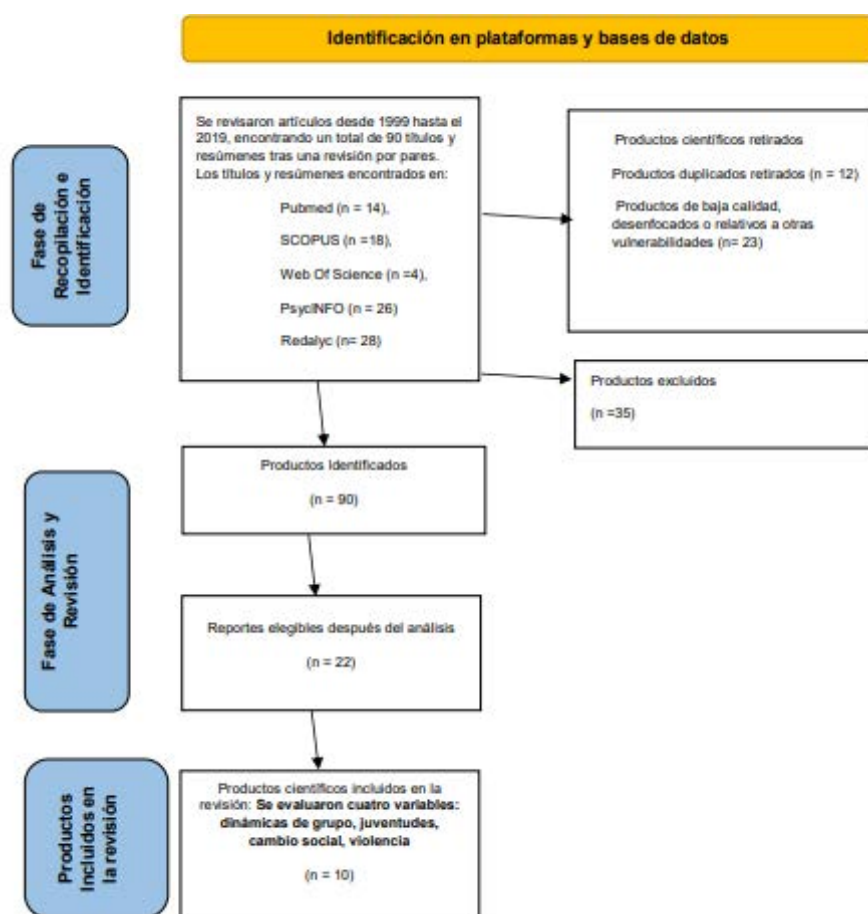 Identificación en plataformas y bases de datos
Fase de
Recopilación e
Identificación
Se revisaron artículos desde 1999 hasta el
2019, encontrando un total de 90 títulos y
resúmenes tras una revisión por pares.
Los títulos y resúmenes encontrados en:
Pubmed (n = 14),
SCOPUS (n =18),
Web Of Science (n =4),
PsycINFO (n = 26)
Redalyc (n= 28)
Productos científicos retirados
Productos duplicados retirados (n = 12)
Productos de baja calidad,
desenfocados o relativos a otras
vulnerabilidades (n= 23)
Productos excluidos
(n =35)
Fase de Análisis y
Revisión
Productos Identificados
(n = 90)
Reportes elegibles después del análisis
(n = 22)
Productos
Incluidos en
la revisión
Productos científicos incluidos en la
revisión: Se evaluaron cuatro variables:
dinámicas de grupo, juventudes,
cambio social, violencia
(n = 10)